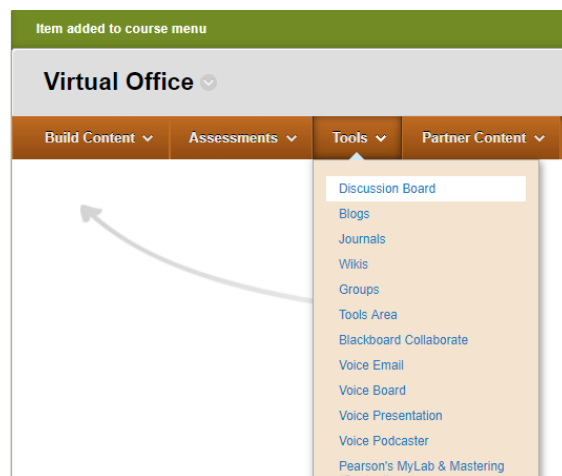 Item added to course menu
Virtual Office
Build Content Assessments Tools Partner Content
Discussion Board
Blogs
Journals
Wikis
Groups
Tools Area
Blackboard Collaborate
Voice Email
Voice Board
Voice Presentation
Voice Podcaster
Pearson's MyLab & Mastering